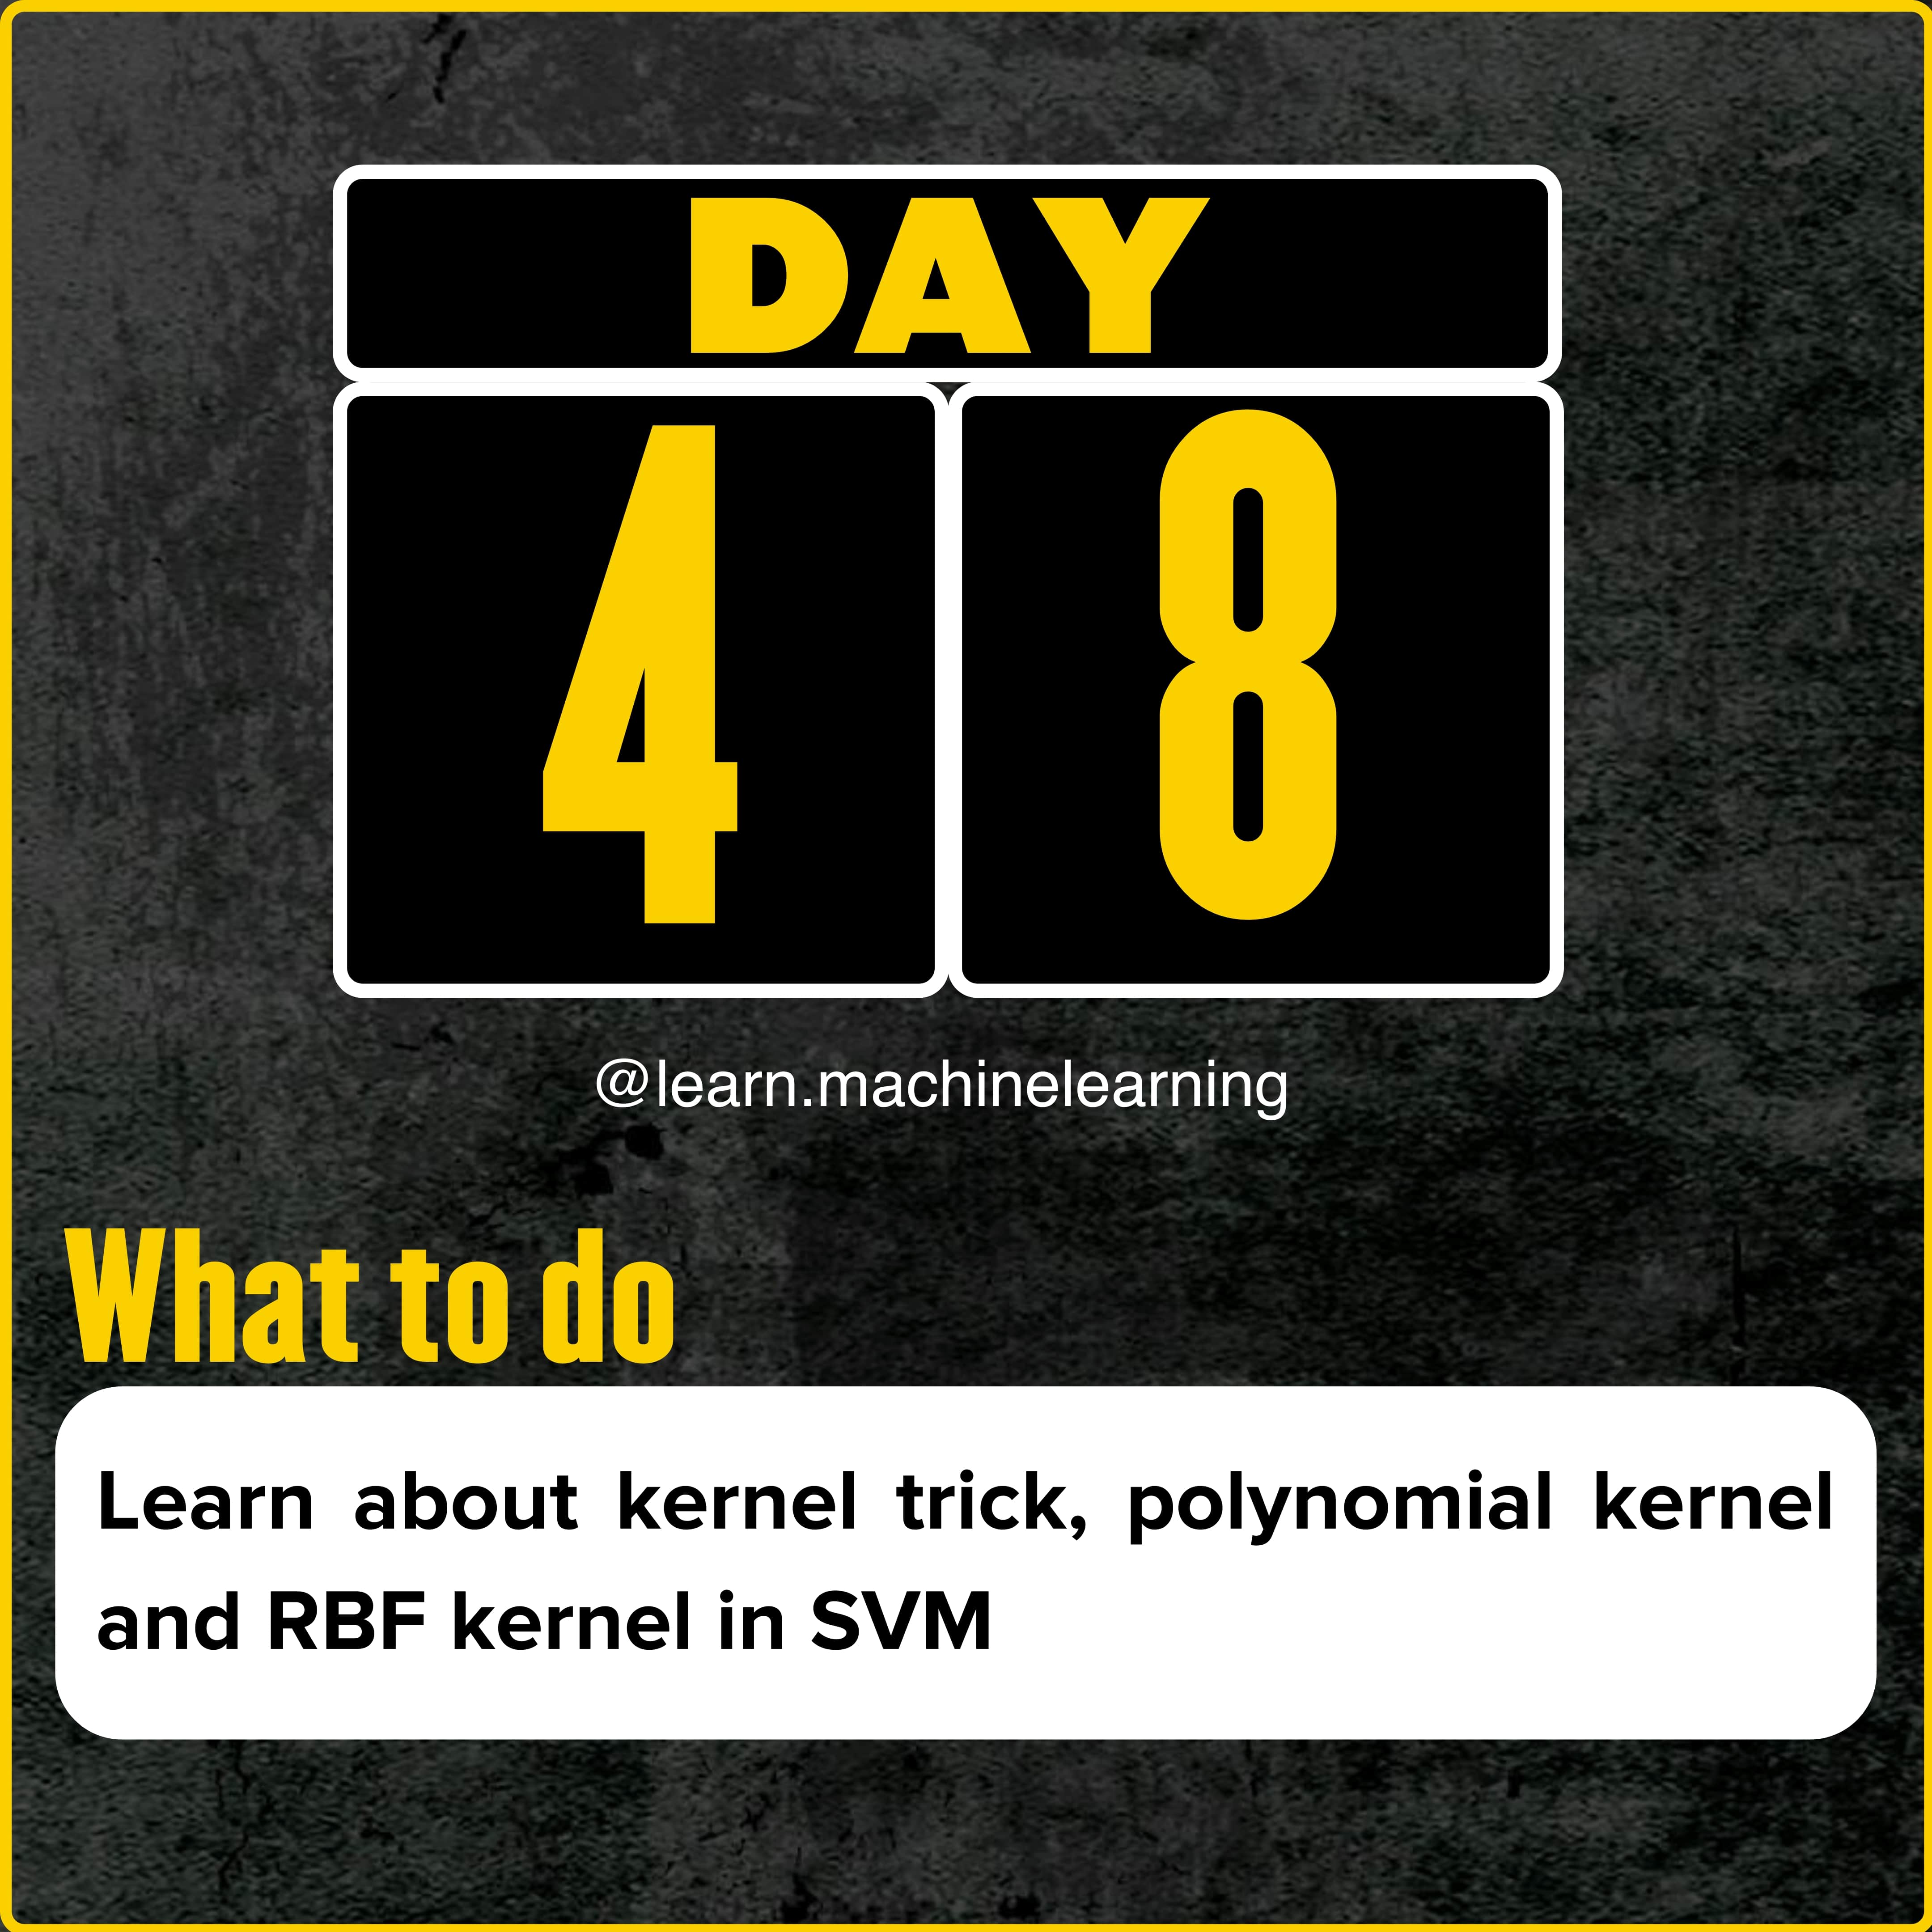 DAY
4 8
@learn.machinelearning
What to do
Learn about kernel trick, polynomial kernel
and RBF kernel in SVM